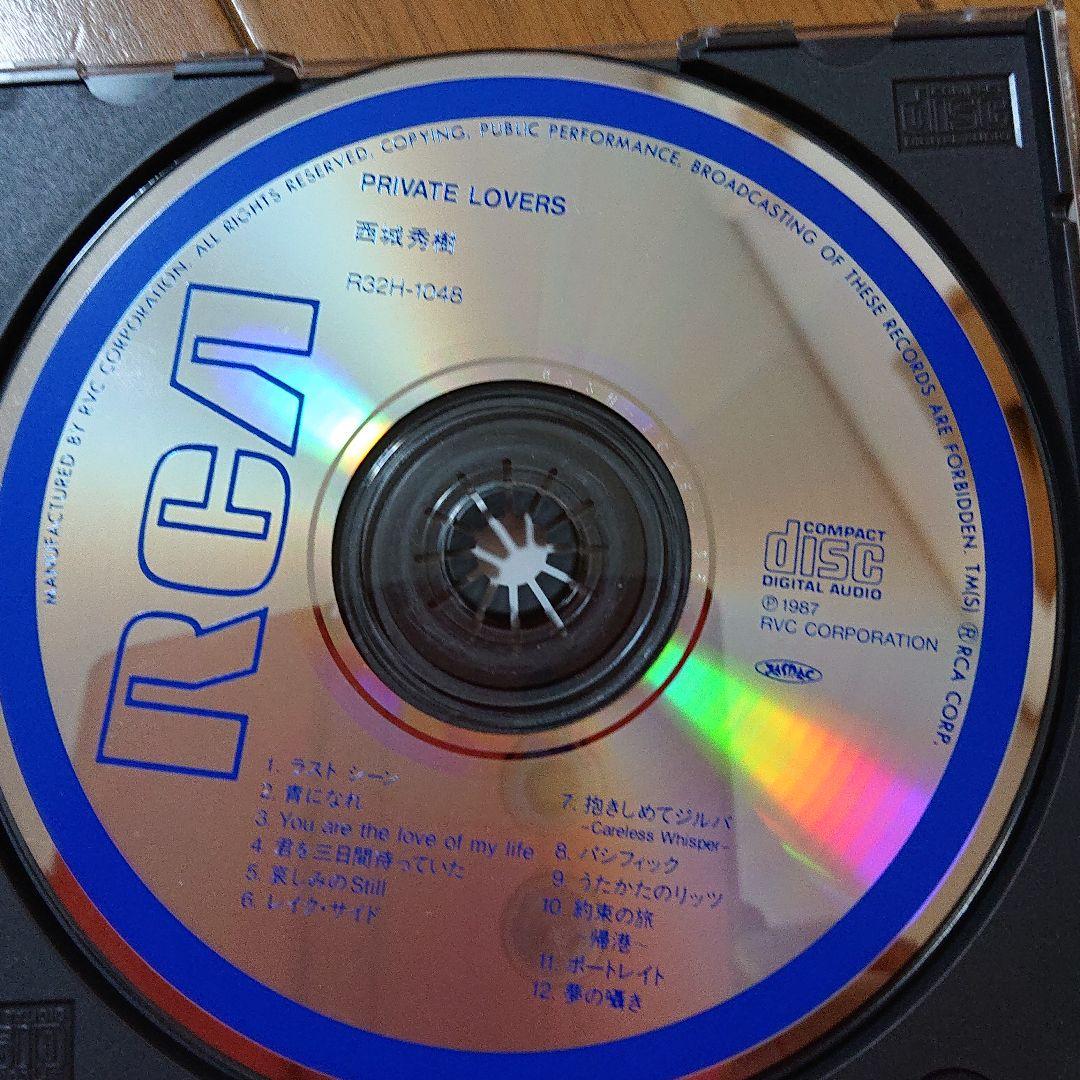 MANUFACTURED BY RVC CORPORATION. ALL RIGHTS RESERVED. COPYING, PUBLIC PERFORMANCE, BROADCASTING OF THESE RECORDS ARE FORBIDDEN. TM(S) ⓇRCA CORP.
PRIVATE LOVERS
西城秀樹
R32H-1048
RCA
COMPACT
disc
DIGITAL AUDIO
Ⓟ1987
RVC CORPORATION
JASRAC
1. ラスト シーン
2. 青になれ
3. You are the love of my life
4. 君を三日間待っていた
5. 哀しみのStill
6. レイク・サイド
7. 抱きしめてジルバ
-Careless Whisper-
8. パシフィック
9. うたかたのリッツ
10. 約束の旅
~帰港~
11. ポートレイト
12. 夢の囁き